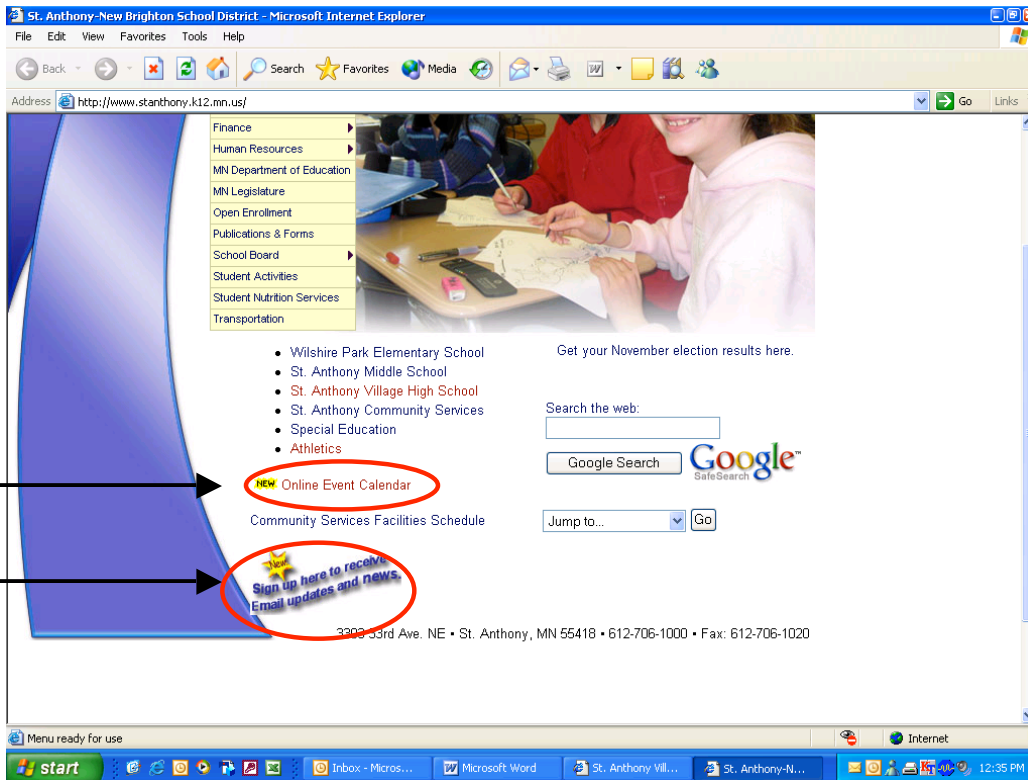 St. Anthony-New Brighton School District - Microsoft Internet Explorer
File Edit View Favorites Tools Help
Back Search Favorites Media
Address http://www.stanthony.k12.mn.us/ Go Links
Finance
Human Resources
MN Department of Education
MN Legislature
Open Enrollment
Publications & Forms
School Board
Student Activities
Student Nutrition Services
Transportation
• Wilshire Park Elementary School
• St. Anthony Middle School
• St. Anthony Village High School
• St. Anthony Community Services
• Special Education
• Athletics
NEW Online Event Calendar
Community Services Facilities Schedule
New
Sign up here to receive
Email updates and news.
Get your November election results here.
Search the web:
Google Search Google™
SafeSearch
Jump to... Go
3303 33rd Ave. NE ▪ St. Anthony, MN 55418 ▪ 612-706-1000 ▪ Fax: 612-706-1020
Menu ready for use Internet
start Inbox - Micros... Microsoft Word St. Anthony Vill... St. Anthony-N... 12:35 PM